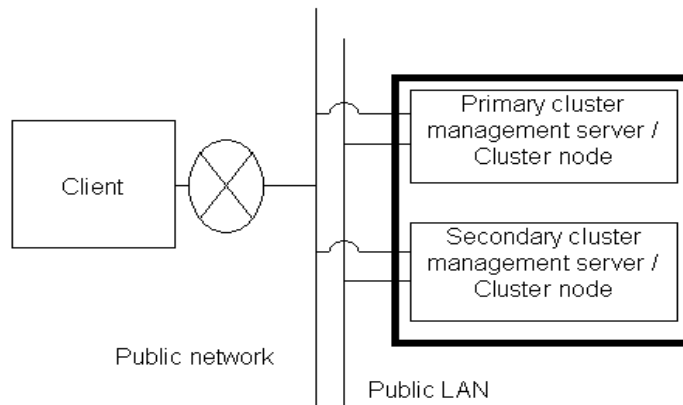 Client
Primary cluster
management server /
Cluster node
Secondary cluster
management server /
Cluster node
Public network
Public LAN